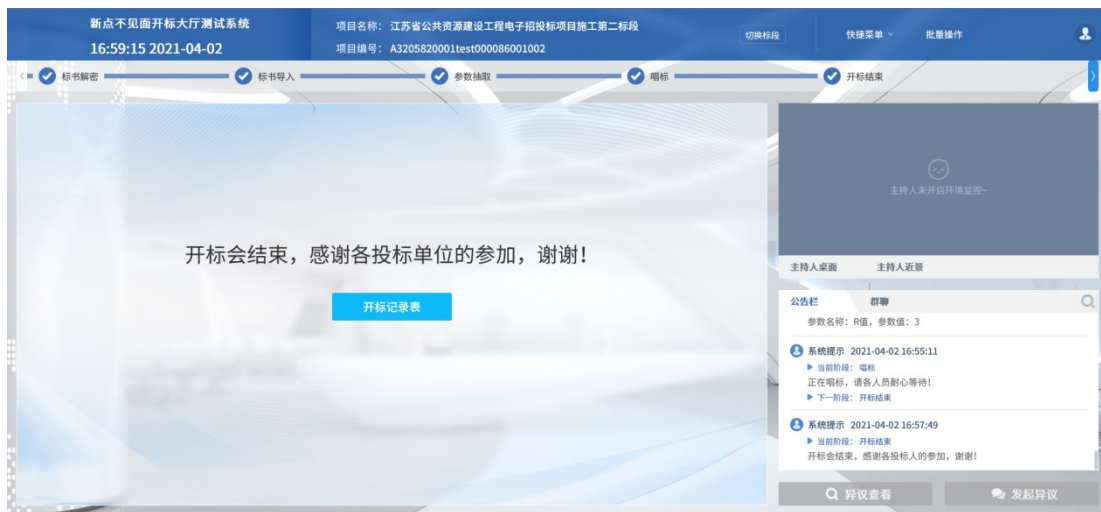 新点不见面开标大厅测试系统
16:59:15 2021-04-02
项目名称： 江苏省公共资源建设工程电子招投标项目施工第二标段
项目编号： A3205820001test000086001002
切换标段
快捷菜单
批量操作
标书解密
标书导入
参数抽取
唱标
开标结束
开标会结束，感谢各投标单位的参加，谢谢！
开标记录表
主持人未开启环境监控~
主持人桌面 主持人近景
公告栏 群聊
参数名称：R值，参数值：3
系统提示 2021-04-02 16:55:11
当前阶段： 唱标
正在唱标，请各人员耐心等待！
下一阶段： 开标结束
系统提示 2021-04-02 16:57:49
当前阶段： 开标结束
开标会结束，感谢各投标人的参加，谢谢！
异议查看
发起异议